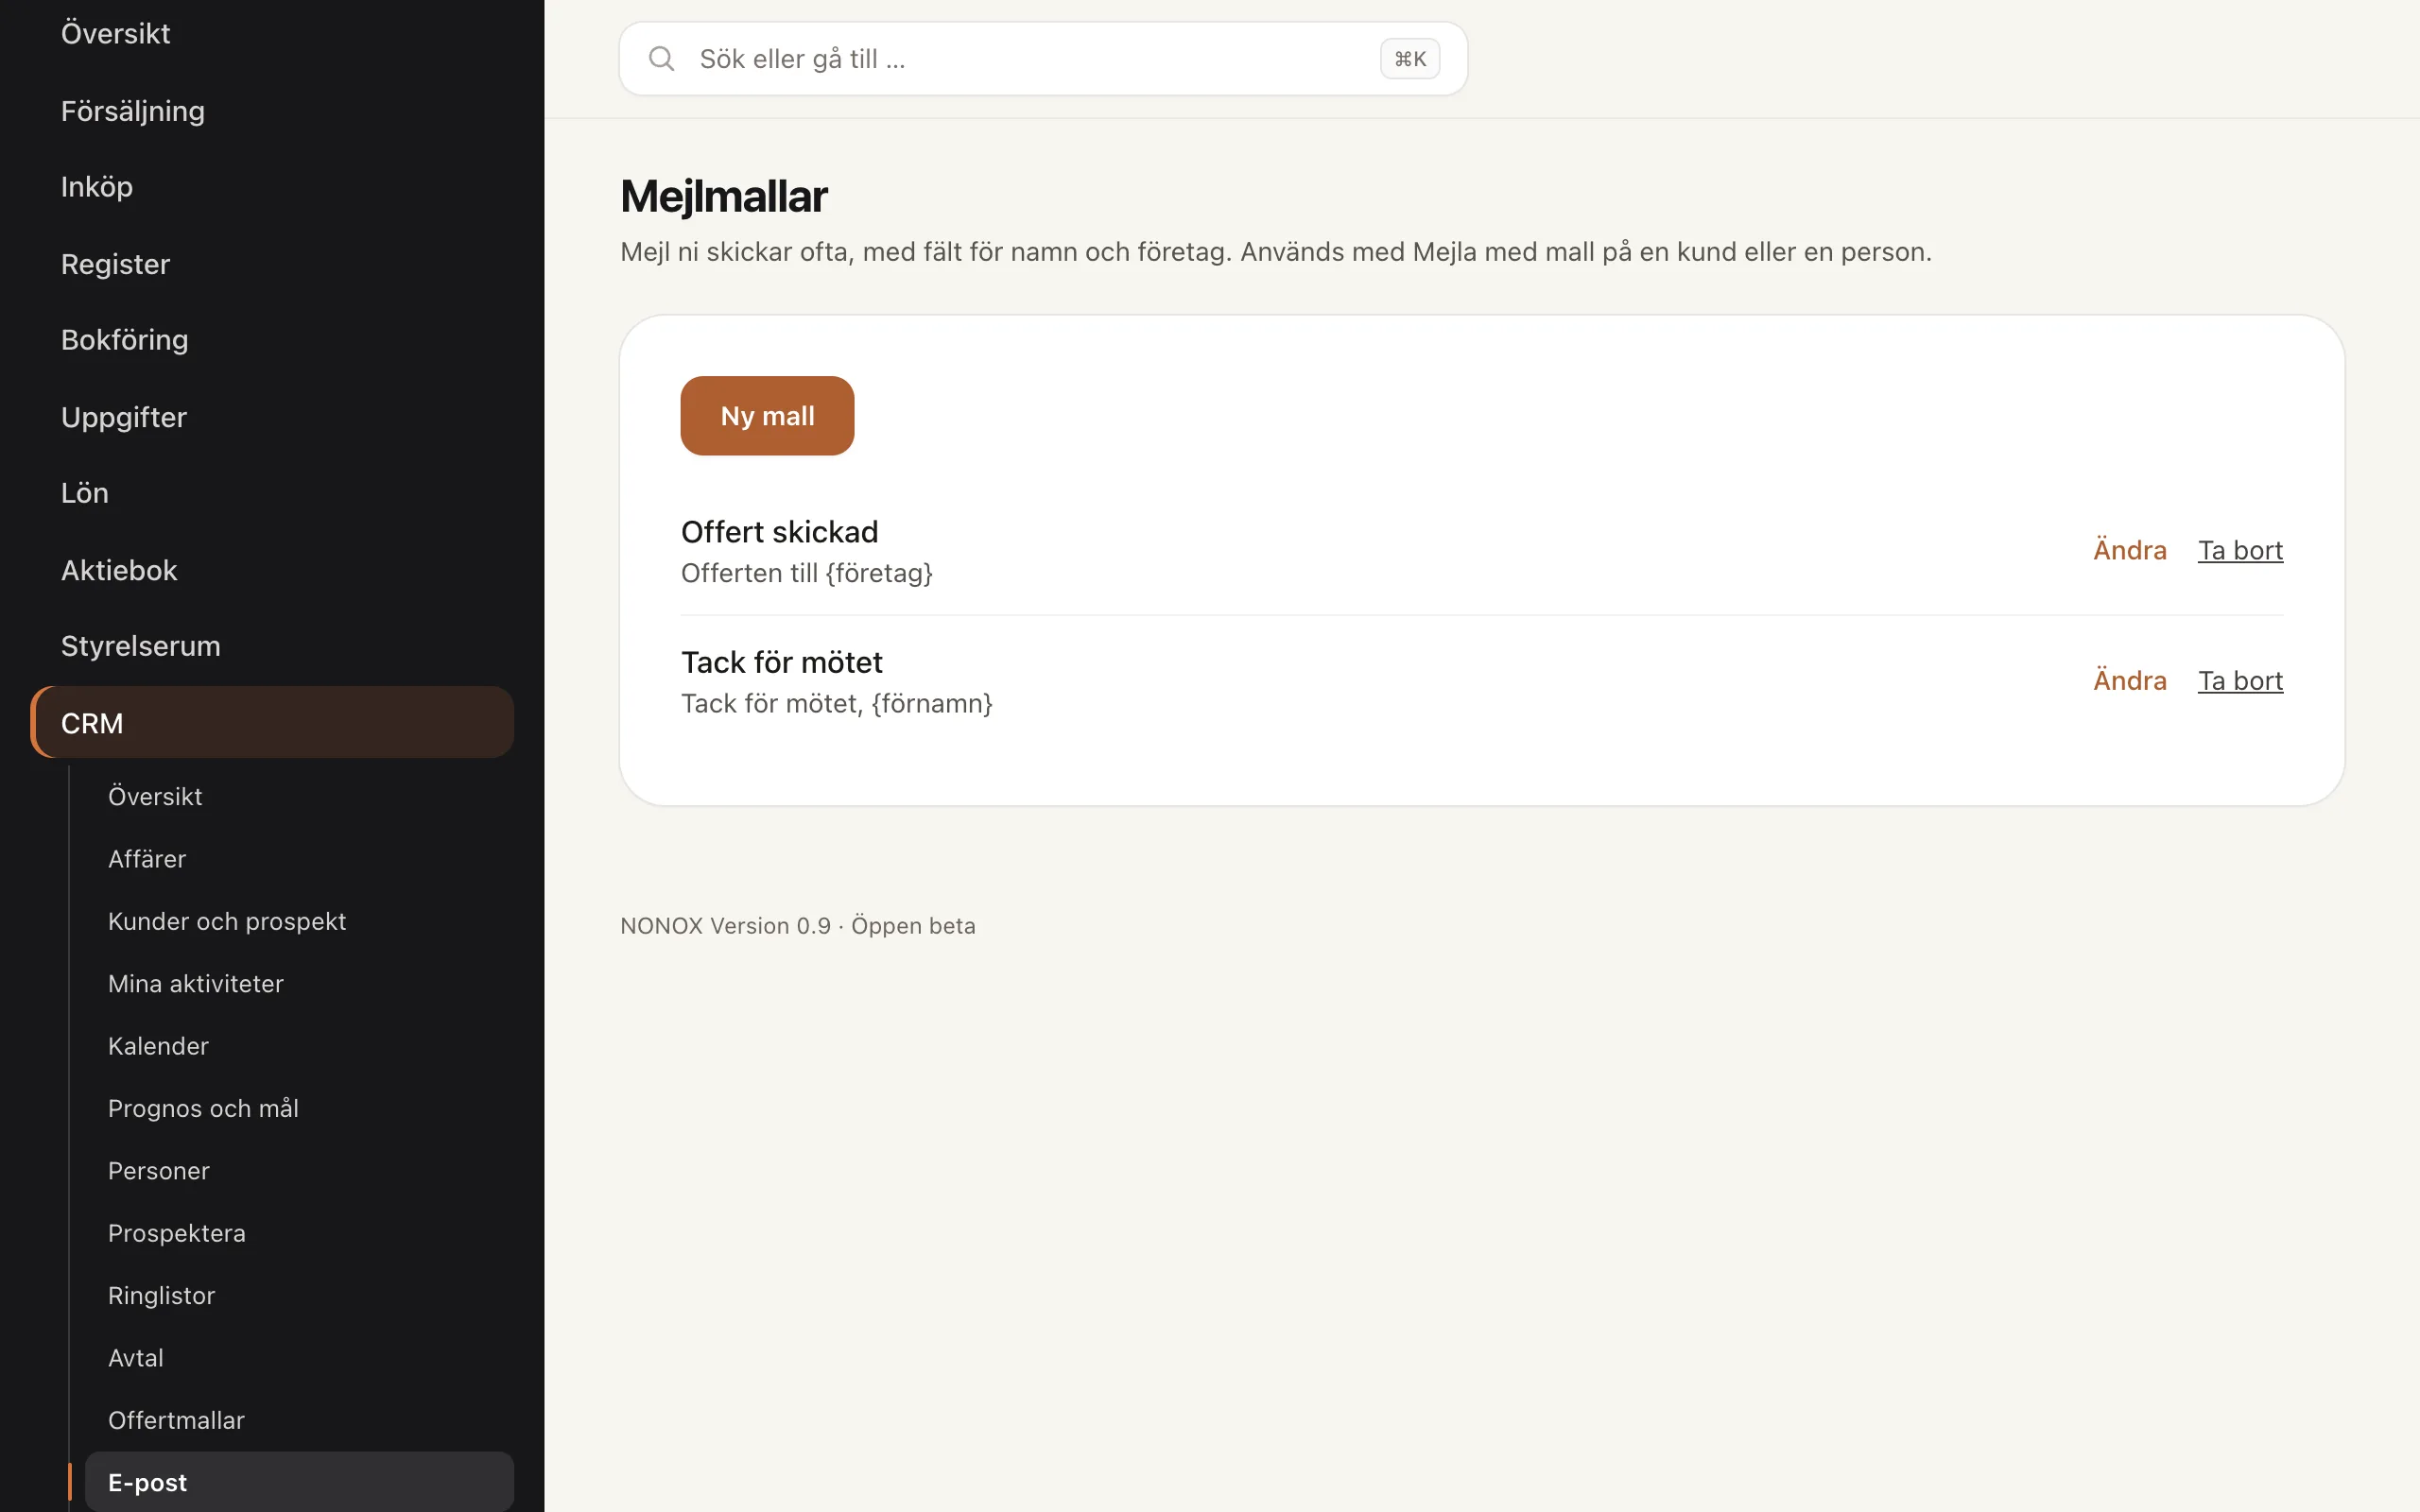 Översikt
Försäljning
Inköp
Register
Bokföring
Uppgifter
Lön
Aktiebok
Styrelserum
CRM
Översikt
Affärer
Kunder och prospekt
Mina aktiviteter
Kalender
Prognos och mål
Personer
Prospektera
Ringlistor
Avtal
Offertmallar
E-post
Sök eller gå till ...
⌘K
Mejlmallar
Mejl ni skickar ofta, med fält för namn och företag. Används med Mejla med mall på en kund eller en person.
Ny mall
Offert skickad
Offerten till {företag}
Ändra Ta bort
Tack för mötet
Tack för mötet, {förnamn}
Ändra Ta bort
NONOX Version 0.9 · Öppen beta